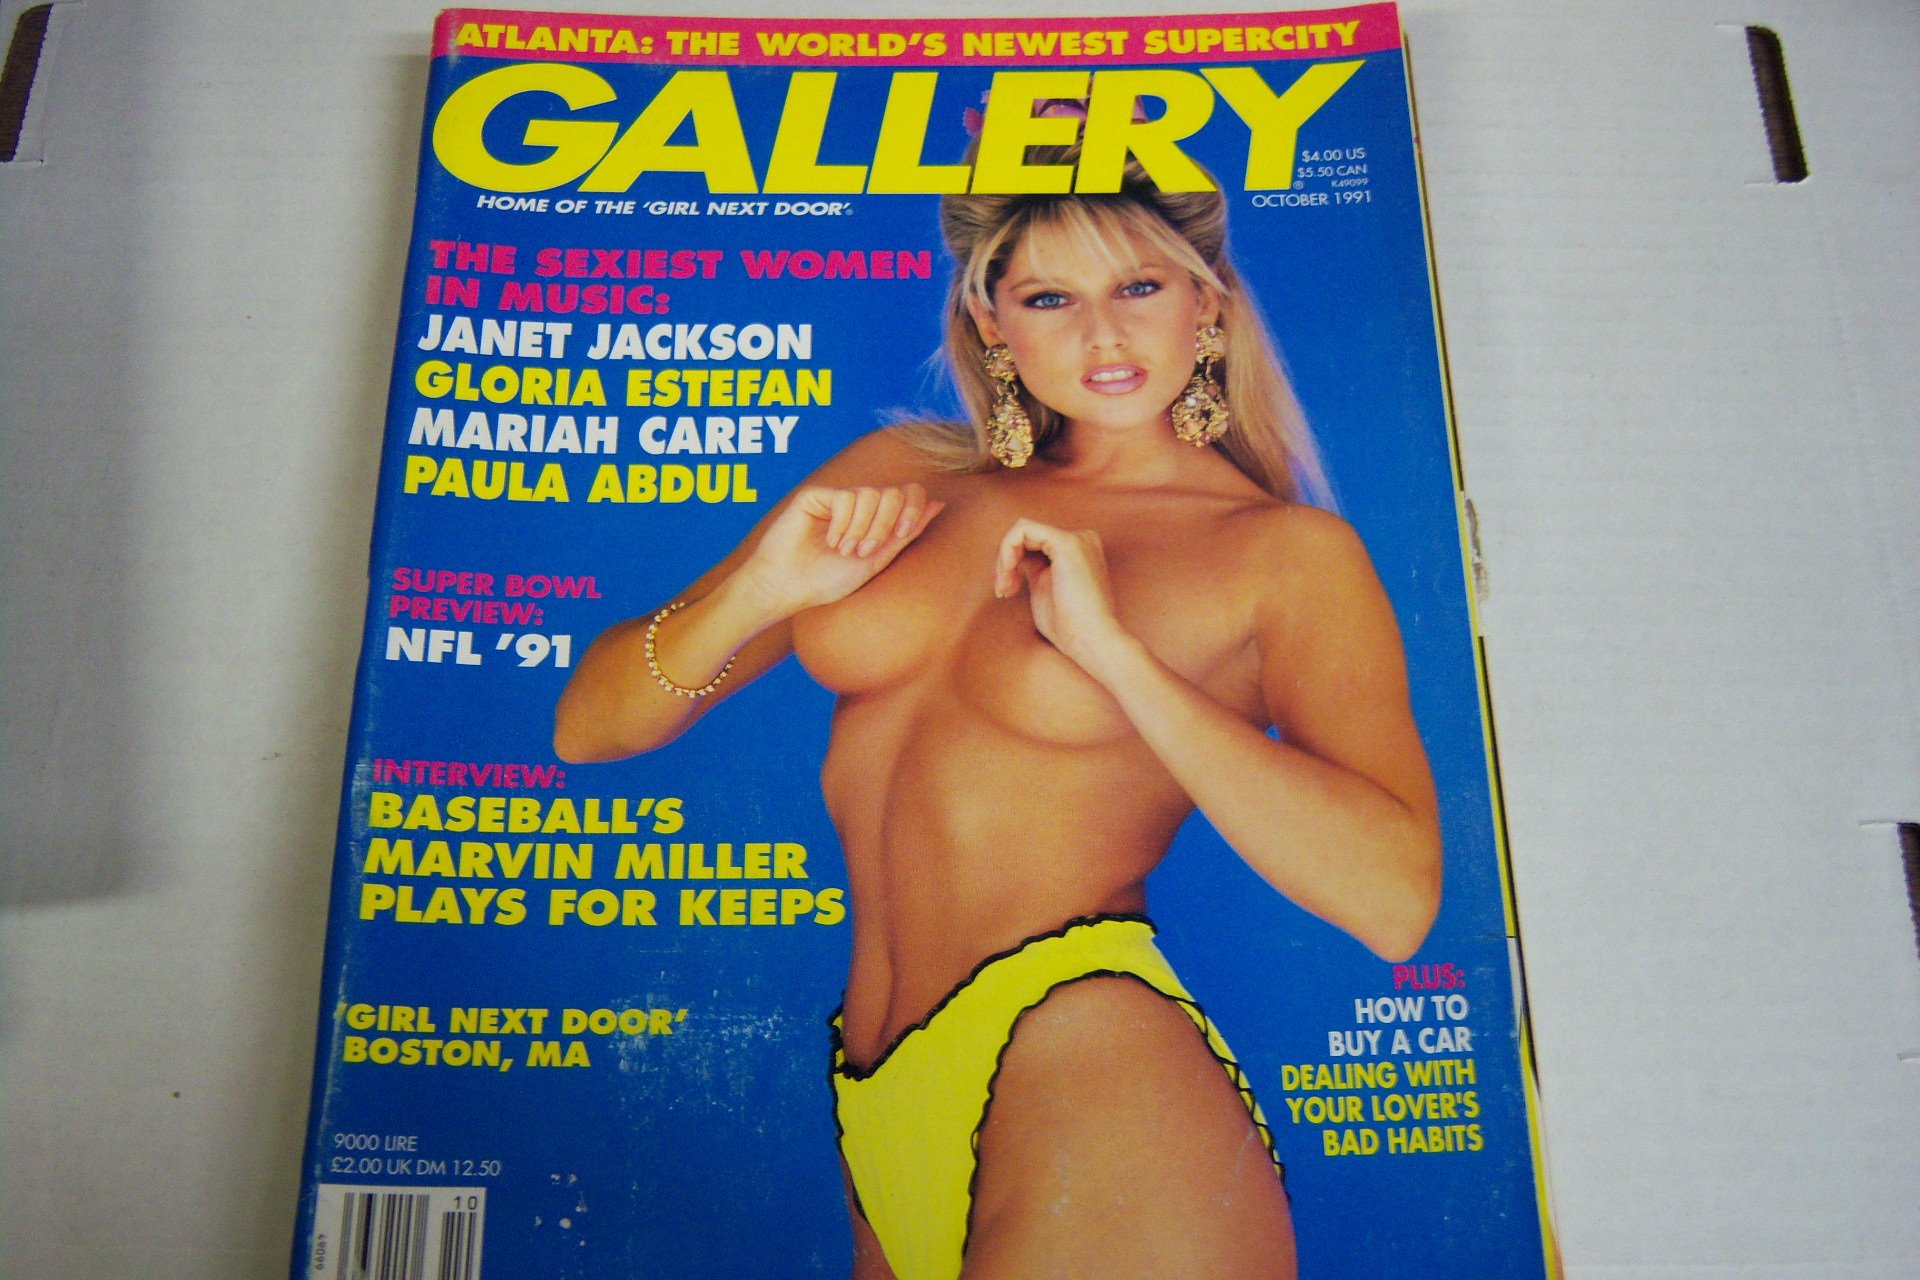 ATLANTA: THE WORLD'S NEWEST SUPERCITY
GALLERY®
$4.00 US
$5.50 CAN
K49099
OCTOBER 1991
HOME OF THE 'GIRL NEXT DOOR'®
THE SEXIEST WOMEN
IN MUSIC:
JANET JACKSON
GLORIA ESTEFAN
MARIAH CAREY
PAULA ABDUL
SUPER BOWL
PREVIEW:
NFL '91
INTERVIEW:
BASEBALL'S
MARVIN MILLER
PLAYS FOR KEEPS
'GIRL NEXT DOOR'
BOSTON, MA
PLUS:
HOW TO
BUY A CAR
DEALING WITH
YOUR LOVER'S
BAD HABITS
9000 LIRE
£2.00 UK DM 12.50
10